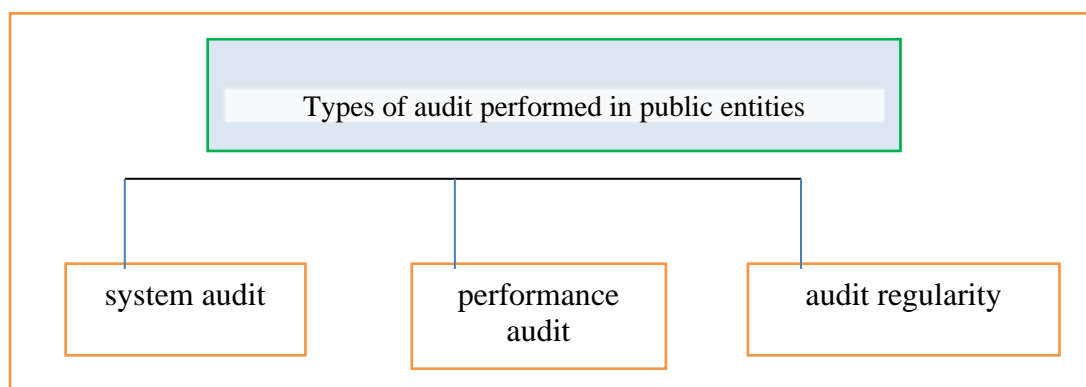 Types of audit performed in public entities
system audit
performance
audit
audit regularity